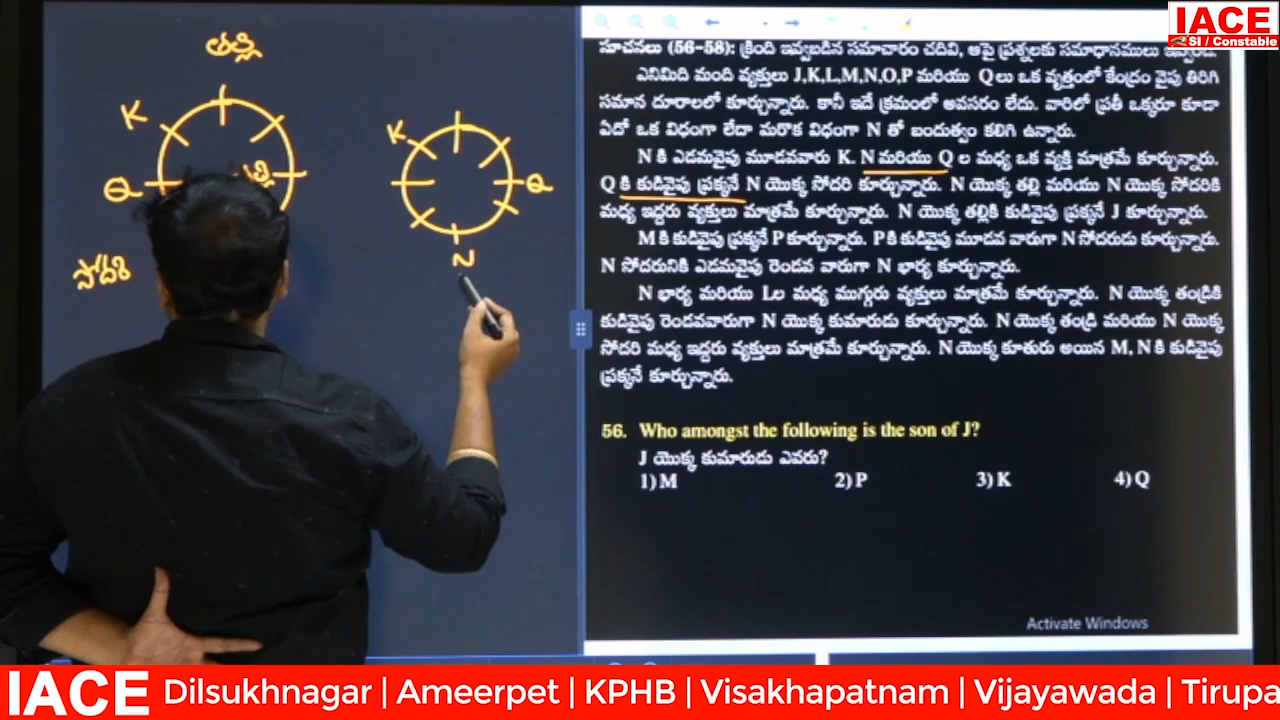 IACE
SI / Constable
తల్లి
K
Q
సోదరి
K
Q
N
సూచనలు (56-58): క్రింది ఇవ్వబడిన సమాచారం చదివి, ఆపై ప్రశ్నలకు సమాధానములు ఇవ్వండి.
ఎనిమిది మంది వ్యక్తులు J,K,L,M,N,O,P మరియు Qలు ఒక వృత్తంలో కేంద్రం వైపు తిరిగి
సమాన దూరాలలో కూర్చున్నారు. కానీ ఇదే క్రమంలో అవసరం లేదు. వారిలో ప్రతీ ఒక్కరూ కూడా
ఏదో ఒక విధంగా లేదా మరొక విధంగా N తో బంధుత్వం కలిగి ఉన్నారు.
N కి ఎడమవైపు మూడవవారు K. N మరియు Q ల మధ్య ఒక వ్యక్తి మాత్రమే కూర్చున్నారు.
Q కి కుడివైపు ప్రక్కనే N యొక్క సోదరి కూర్చున్నారు. N యొక్క తల్లి మరియు N యొక్క సోదరికి
మధ్య ఇద్దరు వ్యక్తులు మాత్రమే కూర్చున్నారు. N యొక్క తల్లికి కుడివైపు ప్రక్కనే J కూర్చున్నారు.
M కి కుడివైపు ప్రక్కనే P కూర్చున్నారు. P కి కుడివైపు మూడవ వారుగా N సోదరుడు కూర్చున్నారు.
N సోదరునికి ఎడమవైపు రెండవ వారుగా N భార్య కూర్చున్నారు.
N భార్య మరియు Lల మధ్య ముగ్గురు వ్యక్తులు మాత్రమే కూర్చున్నారు. N యొక్క తండ్రికి
కుడివైపు రెండవవారుగా N యొక్క కుమారుడు కూర్చున్నారు. N యొక్క తండ్రి మరియు N యొక్క
సోదరి మధ్య ఇద్దరు వ్యక్తులు మాత్రమే కూర్చున్నారు. N యొక్క కూతురు అయిన M, N కి కుడివైపు
ప్రక్కనే కూర్చున్నారు.
56. Who amongst the following is the son of J?
J యొక్క కుమారుడు ఎవరు?
1) M 2) P 3) K 4) Q
Activate Windows
IACE Dilsukhnagar | Ameerpet | KPHB | Visakhapatnam | Vijayawada | Tirupa